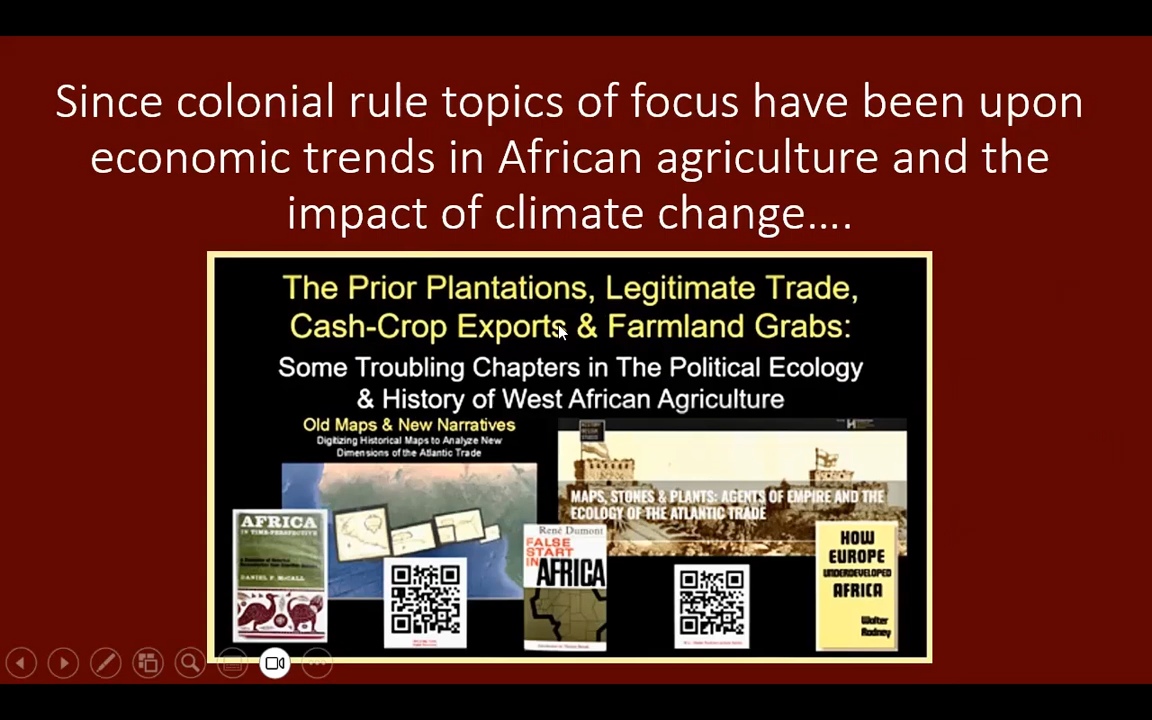 Since colonial rule topics of focus have been upon
economic trends in African agriculture and the
impact of climate change….
The Prior Plantations, Legitimate Trade,
Cash-Crop Exports & Farmland Grabs:
Some Troubling Chapters in The Political Ecology
& History of West African Agriculture
Old Maps & New Narratives
Digitizing Historical Maps to Analyze New
Dimensions of the Atlantic Trade
MAPS, STONES & PLANTS: AGENTS OF EMPIRE AND THE
ECOLOGY OF THE ATLANTIC TRADE
AFRICA
IN TIME-PERSPECTIVE
DANIEL F. McCALL
René Dumont
FALSE
START
IN AFRICA
HOW
EUROPE
UNDERDEVELOPED
AFRICA
Walter
Rodney